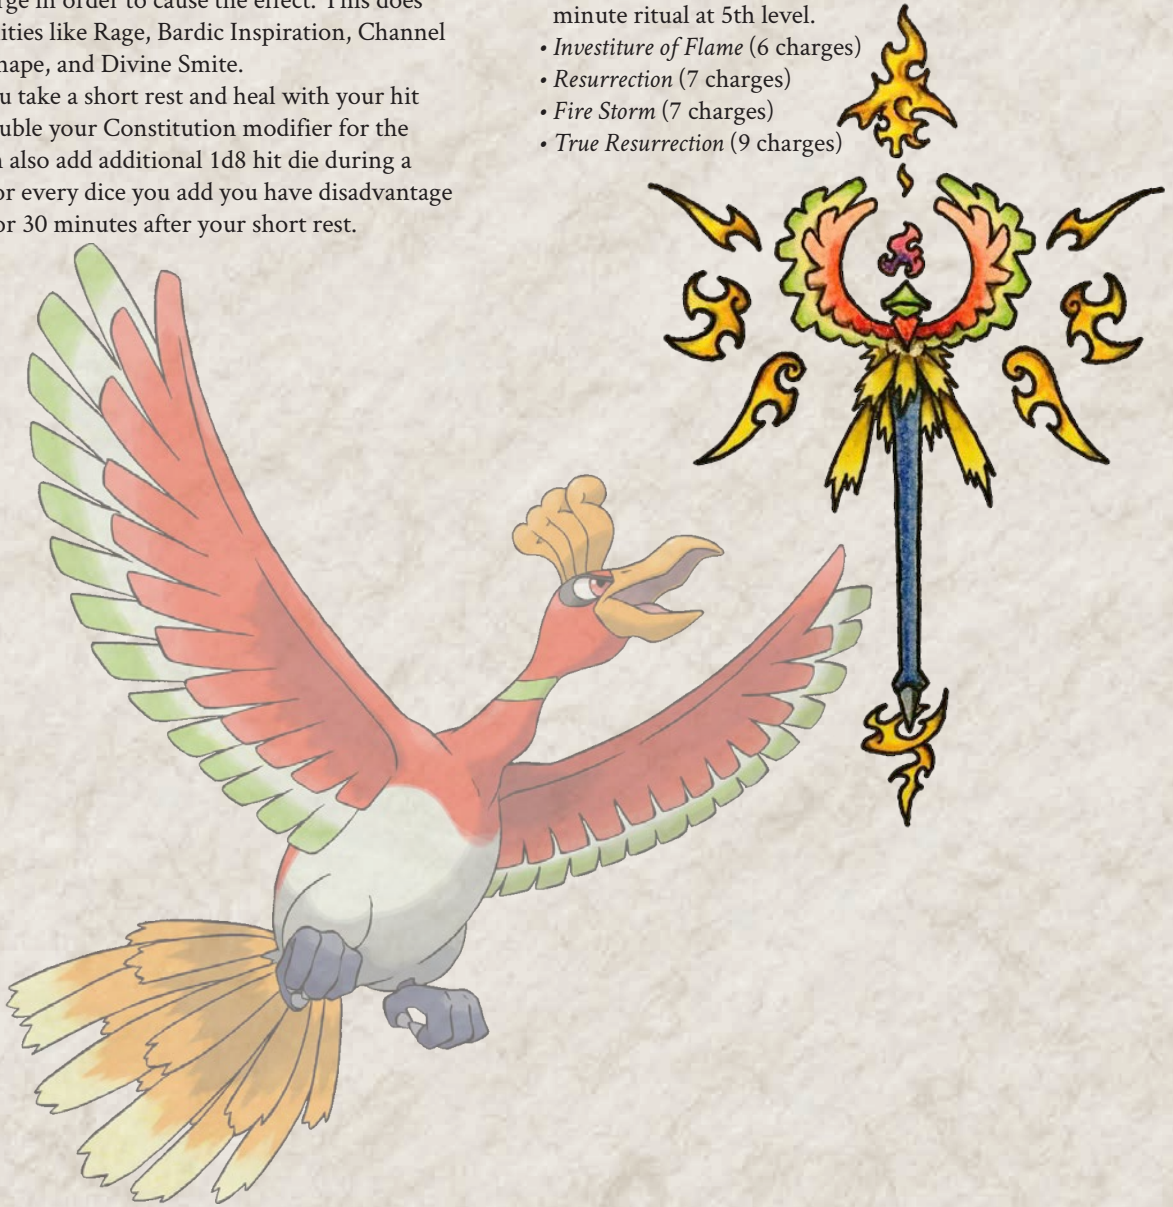 rge in order to cause the effect. This does
ities like Rage, Bardic Inspiration, Channel
hape, and Divine Smite.
u take a short rest and heal with your hit
uble your Constitution modifier for the
also add additional 1d8 hit die during a
or every dice you add you have disadvantage
or 30 minutes after your short rest.
minute ritual at 5th level.
• Investiture of Flame (6 charges)
• Resurrection (7 charges)
• Fire Storm (7 charges)
• True Resurrection (9 charges)